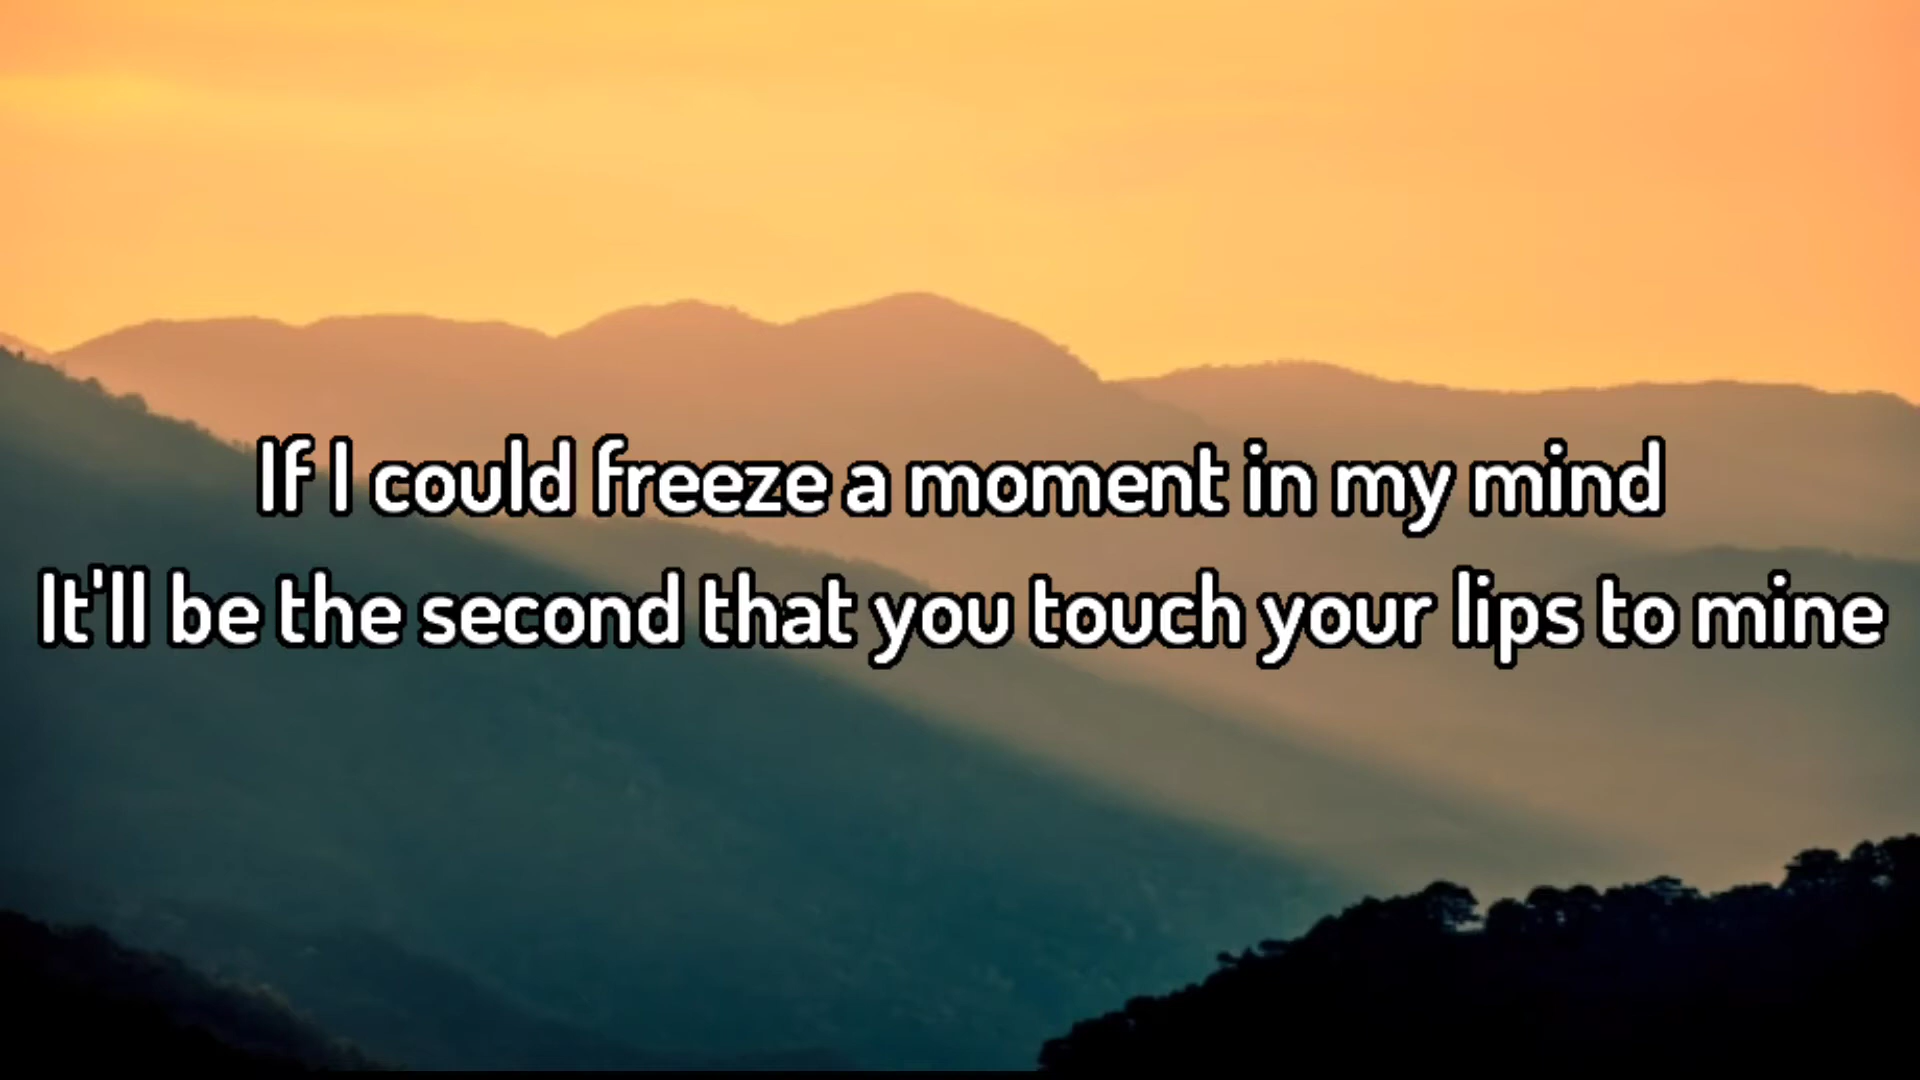 If I could freeze a moment in my mind
It'll be the second that you touch your lips to mine